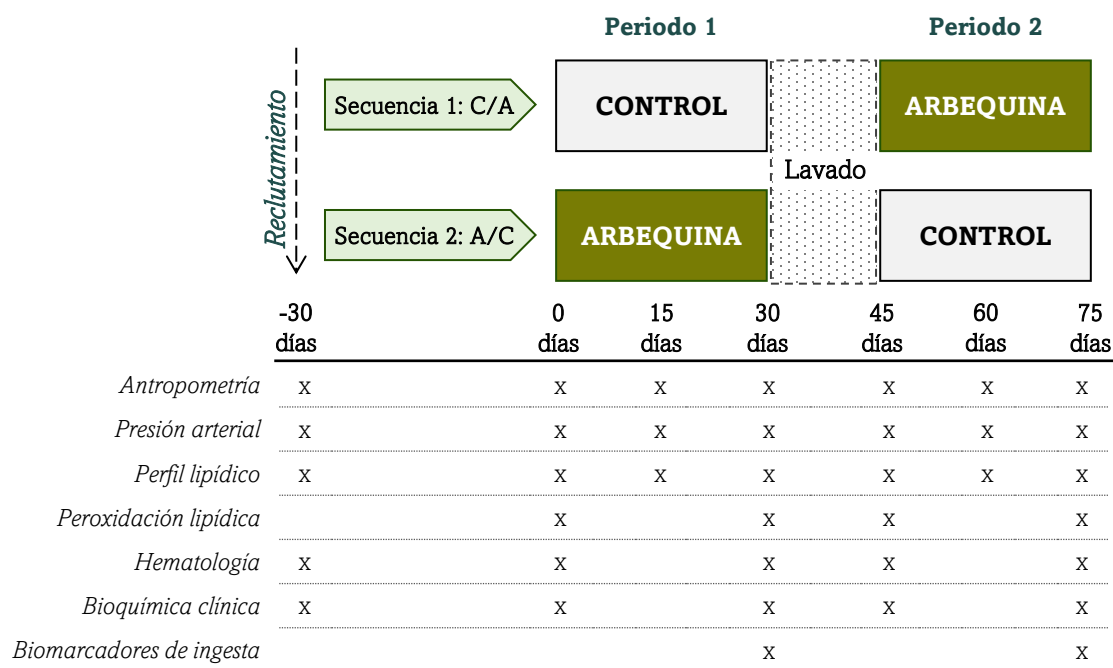 Periodo 1 Periodo 2
Reclutamiento
Secuencia 1: C/A CONTROL ARBEQUINA
Lavado
Secuencia 2: A/C ARBEQUINA CONTROL
-30 0 15 30 45 60 75
días días días días días días días
Antropometría x x x x x x x
Presión arterial x x x x x x x
Perfil lipídico x x x x x x x
Peroxidación lipídica x x x x
Hematología x x x x x
Bioquímica clínica x x x x x
Biomarcadores de ingesta x x